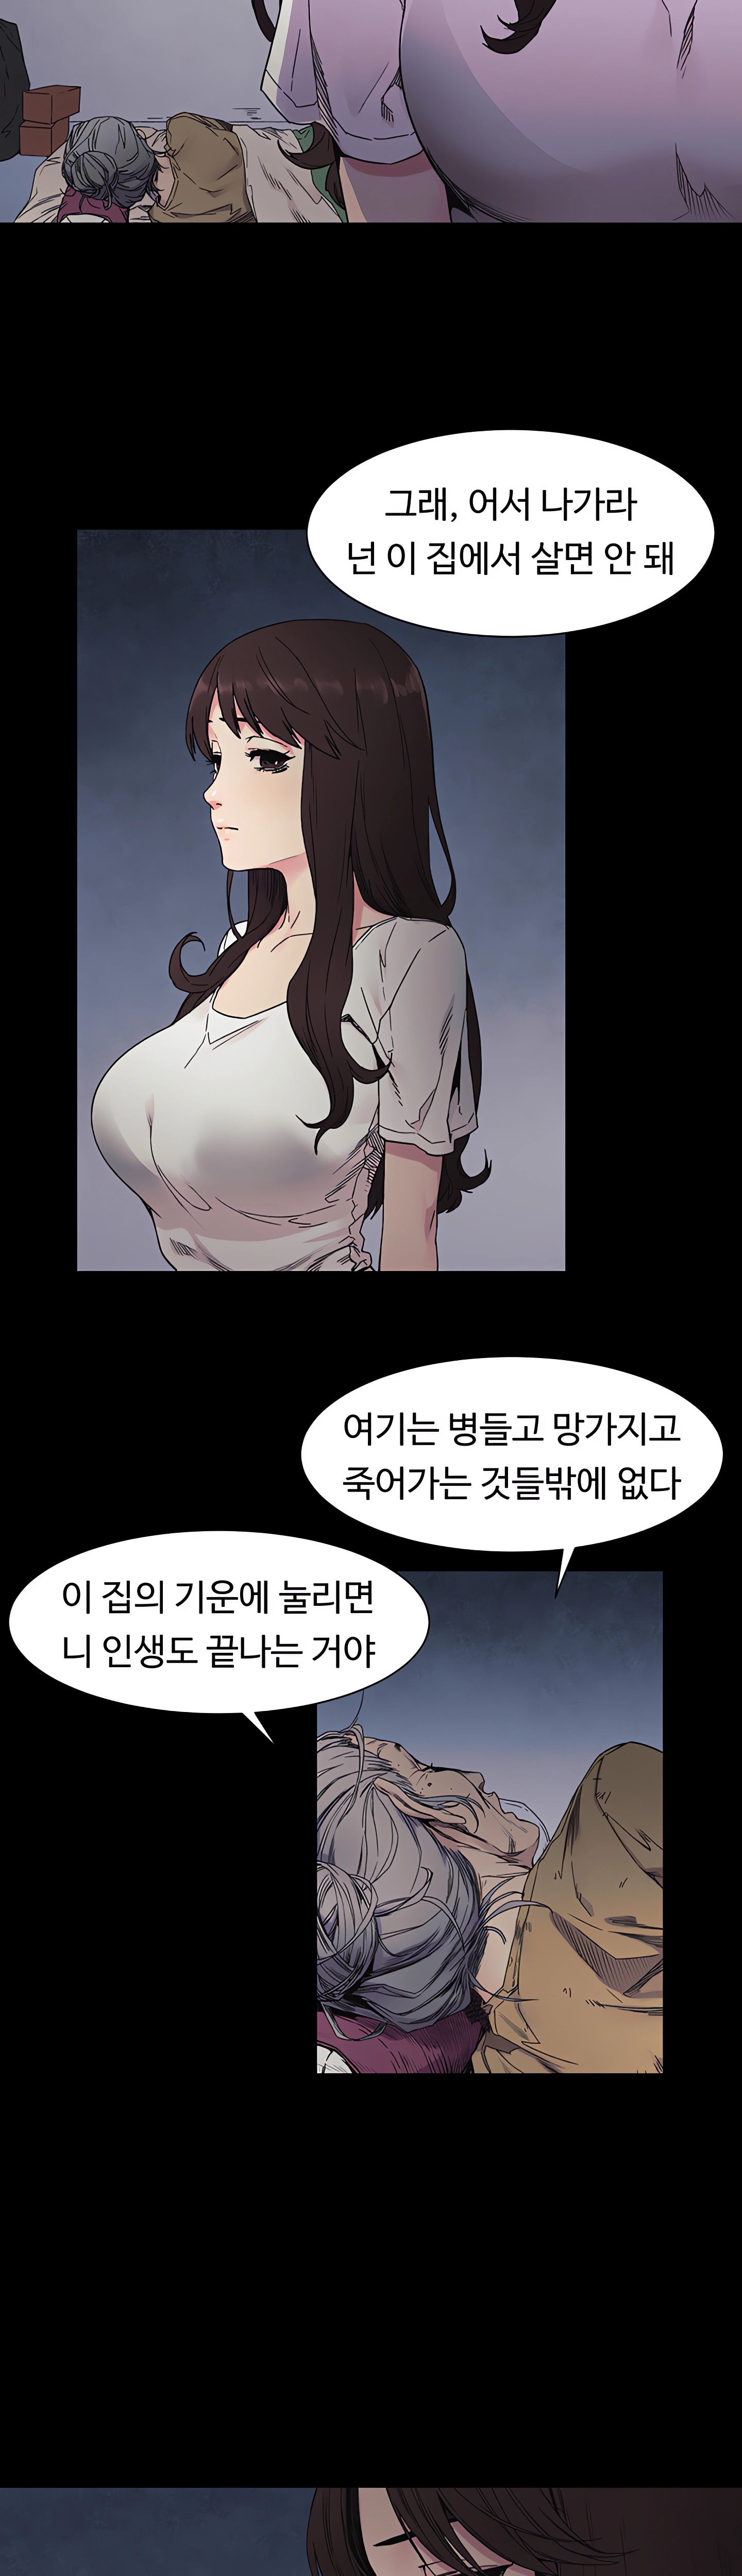 그래, 어서 나가라
넌 이 집에서 살면 안 돼
여기는 병들고 망가지고
죽어가는 것들밖에 없다
이 집의 기운에 눌리면
니 인생도 끝나는 거야